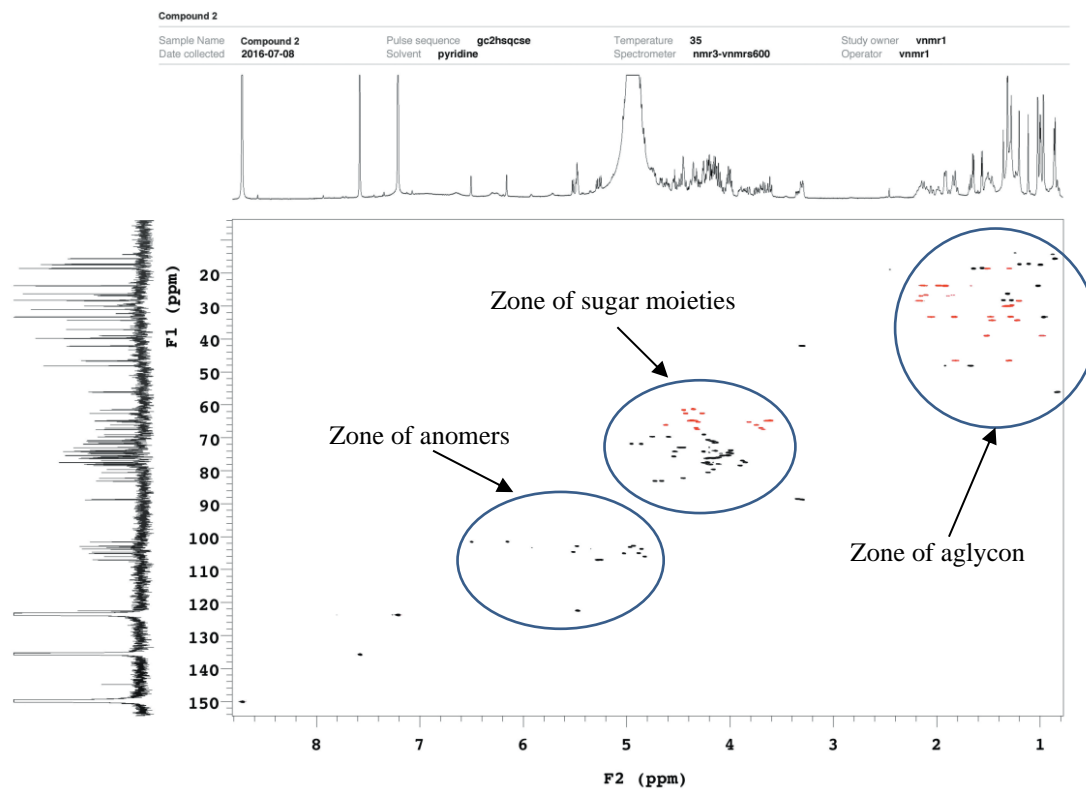 Compound 2
Sample Name Compound 2 Pulse sequence gc2hsqcse Temperature 35 Study owner vnmr1
Date collected 2016-07-08 Solvent pyridine Spectrometer nmr3-vnmrs600 Operator vnmr1
Zone of sugar moieties
Zone of anomers
Zone of aglycon
F1 (ppm)
20
30
40
50
60
70
80
90
100
110
120
130
140
150
8 7 6 5 4 3 2 1
F2 (ppm)